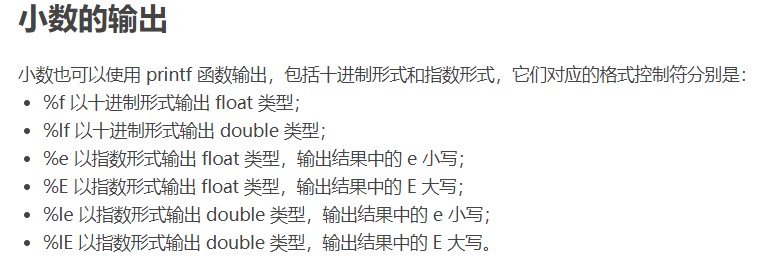 小数的输出
小数也可以使用 printf 函数输出，包括十进制形式和指数形式，它们对应的格式控制符分别是：
• %f 以十进制形式输出 float 类型；
• %lf 以十进制形式输出 double 类型；
• %e 以指数形式输出 float 类型，输出结果中的 e 小写；
• %E 以指数形式输出 float 类型，输出结果中的 E 大写；
• %le 以指数形式输出 double 类型，输出结果中的 e 小写；
• %lE 以指数形式输出 double 类型，输出结果中的 E 大写。